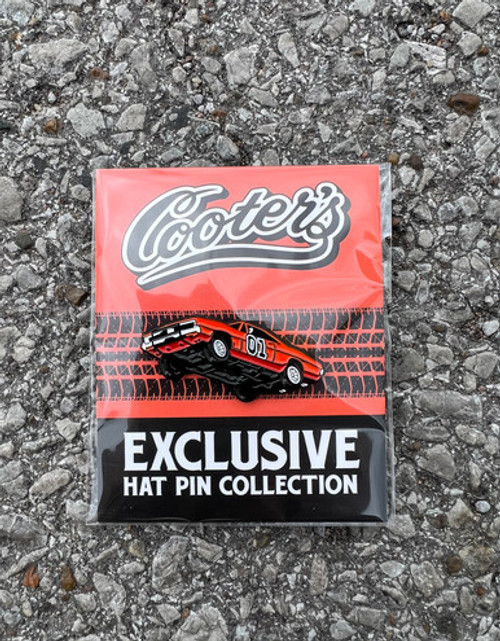 Cooter's
01
EXCLUSIVE
HAT PIN COLLECTION